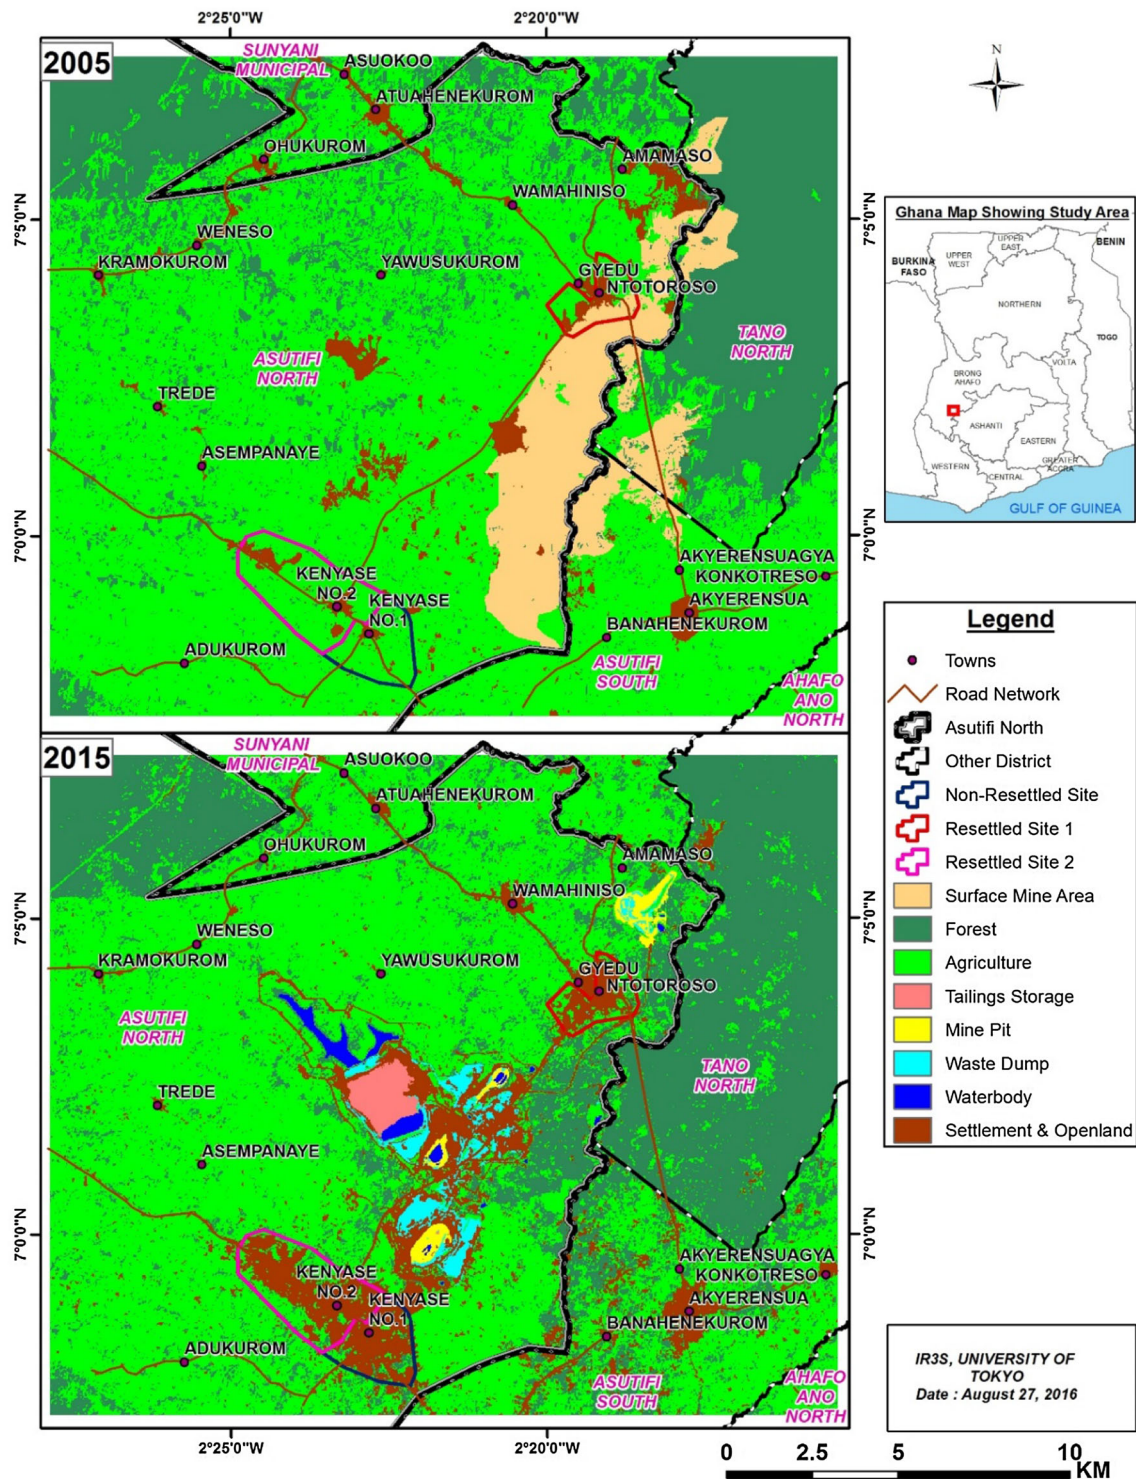 2°25'0"W 2°20'0"W
2005
SUNYANI
MUNICIPAL
ASUOKOO
ATUAHENEKUROM
OHUKUROM
AMAMASO
WAMAHINISO
7°5'0"N
7°5'0"N
WENESO
KRAMOKUROM
YAWUSUKUROM
GYEDU
NTOTOROSO
TANO
NORTH
ASUTIFI
NORTH
TREDE
ASEMPANAYE
7°0'0"N
7°0'0"N
AKYERENSUAGYA
KONKOTRESO
KENYASE
NO.2
KENYASE
NO.1
AKYERENSUA
BANAHENEKUROM
ADUKUROM
ASUTIFI
SOUTH
AHAFO
ANO
NORTH
2015
SUNYANI
MUNICIPAL
ASUOKOO
ATUAHENEKUROM
OHUKUROM
AMAMASO
WAMAHINISO
7°5'0"N
7°5'0"N
WENESO
KRAMOKUROM
YAWUSUKUROM
GYEDU
NTOTOROSO
ASUTIFI
NORTH
TANO
NORTH
TREDE
ASEMPANAYE
7°0'0"N
7°0'0"N
AKYERENSUAGYA
KONKOTRESO
KENYASE
NO.2
KENYASE
NO.1
AKYERENSUA
BANAHENEKUROM
ADUKUROM
ASUTIFI
SOUTH
AHAFO
ANO
NORTH
2°25'0"W 2°20'0"W
N
Ghana Map Showing Study Area
BURKINA
FASO
UPPER
WEST
UPPER
EAST
BENIN
NORTHERN
TOGO
VOLTA
BRONG
AHAFO
ASHANTI
EASTERN
WESTERN
GREATER
ACCRA
CENTRAL
GULF OF GUINEA
Legend
Towns
Road Network
Asutifi North
Other District
Non-Resettled Site
Resettled Site 1
Resettled Site 2
Surface Mine Area
Forest
Agriculture
Tailings Storage
Mine Pit
Waste Dump
Waterbody
Settlement & Openland
IR3S, UNIVERSITY OF
TOKYO
Date : August 27, 2016
0 2.5 5 10
KM